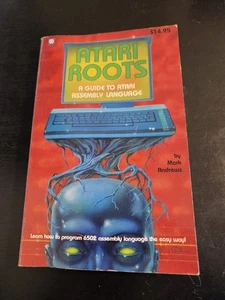 $14.95
ATARI
ROOTS
A GUIDE TO ATARI
ASSEMBLY LANGUAGE
by
Mark
Andrews
Learn how to program 6502 assembly language the easy way!